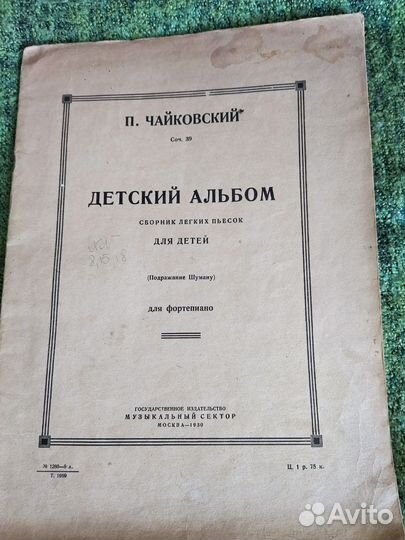 П. ЧАЙКОВСКИЙ
Соч. 39
ДЕТСКИЙ АЛЬБОМ
СБОРНИК ЛЕГКИХ ПЬЕСОК
ДЛЯ ДЕТЕЙ
(Подражание Шуману)
для фортепиано
ГОСУДАРСТВЕННОЕ ИЗДАТЕЛЬСТВО
МУЗЫКАЛЬНЫЙ СЕКТОР
МОСКВА—1930
Ц. 1 р. 75 к.
Avito